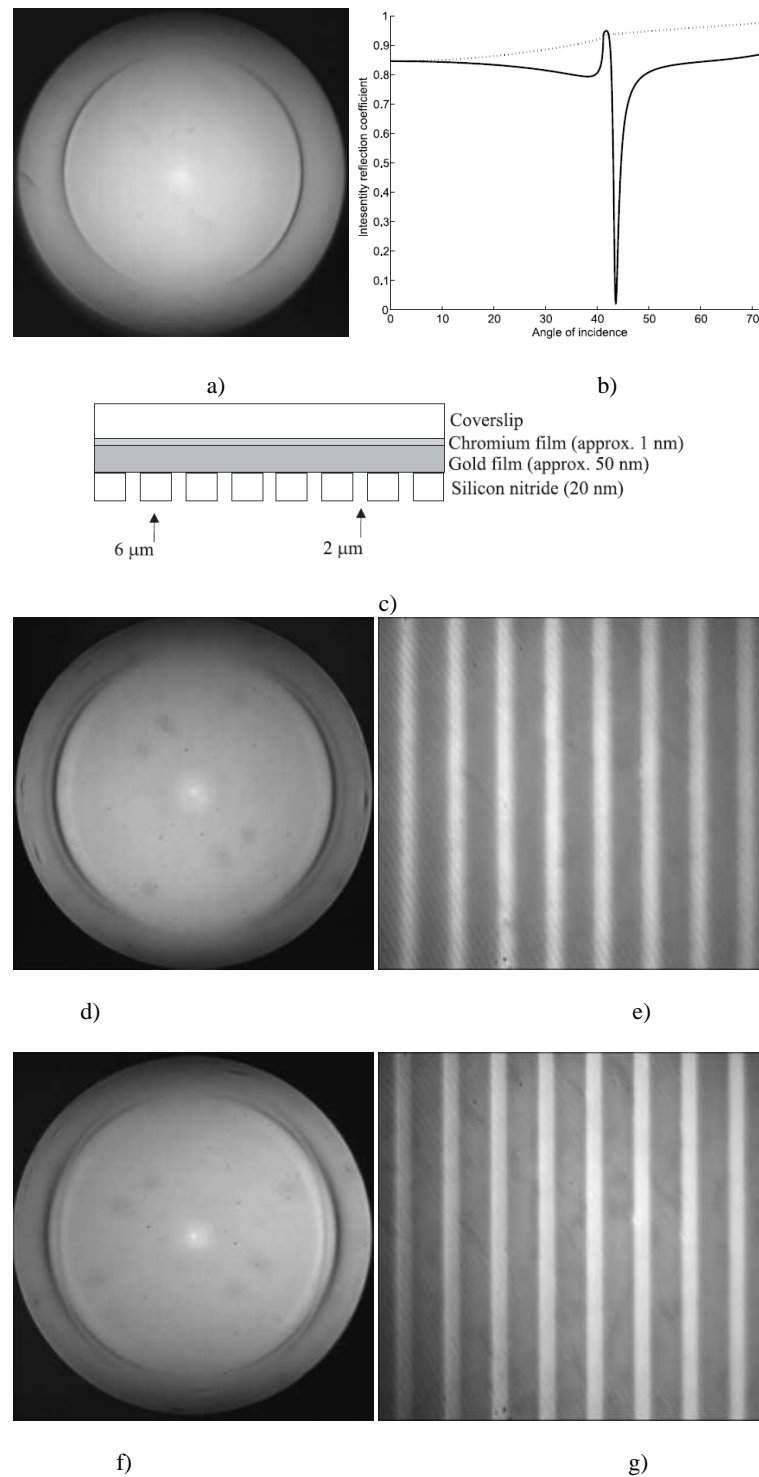 1
0.9
0.8
0.7
0.6
0.5
0.4
0.3
0.2
0.1
0
Intesentity reflection coefficient
0 10 20 30 40 50 60 70
Angle of incidence
a) b)
Coverslip
Chromium film (approx. 1 nm)
Gold film (approx. 50 nm)
Silicon nitride (20 nm)
6 μm 2 μm
c)
d) e)
f) g)